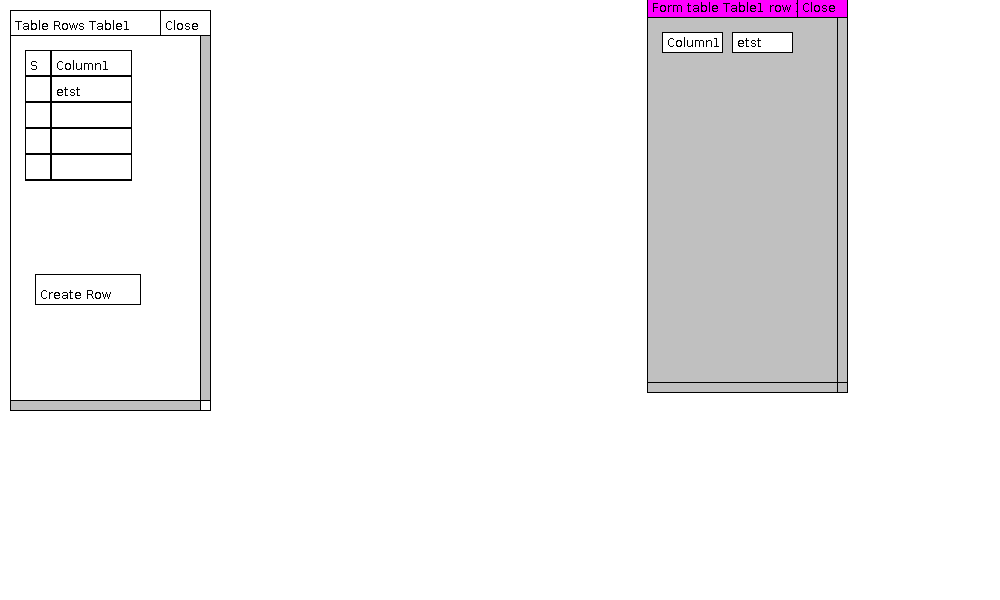 Table Rows Table1 Close
S Column1
etst
Create Row
Form table Table1 row Close
Column1 etst